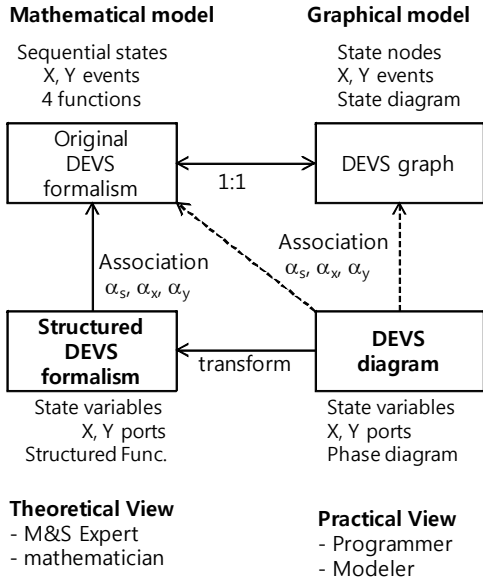 Mathematical model
Graphical model
Sequential states
X, Y events
4 functions
State nodes
X, Y events
State diagram
Original
DEVS
formalism
1:1
DEVS graph
Association
αs, αx, αy
Association
αs, αx, αy
Structured
DEVS
formalism
transform
DEVS
diagram
State variables
X, Y ports
Structured Func.
State variables
X, Y ports
Phase diagram
Theoretical View
- M&S Expert
- mathematician
Practical View
- Programmer
- Modeler